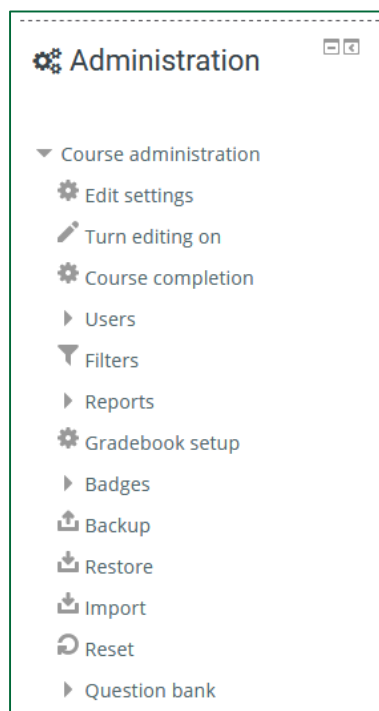 Administration
Course administration
Edit settings
Turn editing on
Course completion
Users
Filters
Reports
Gradebook setup
Badges
Backup
Restore
Import
Reset
Question bank